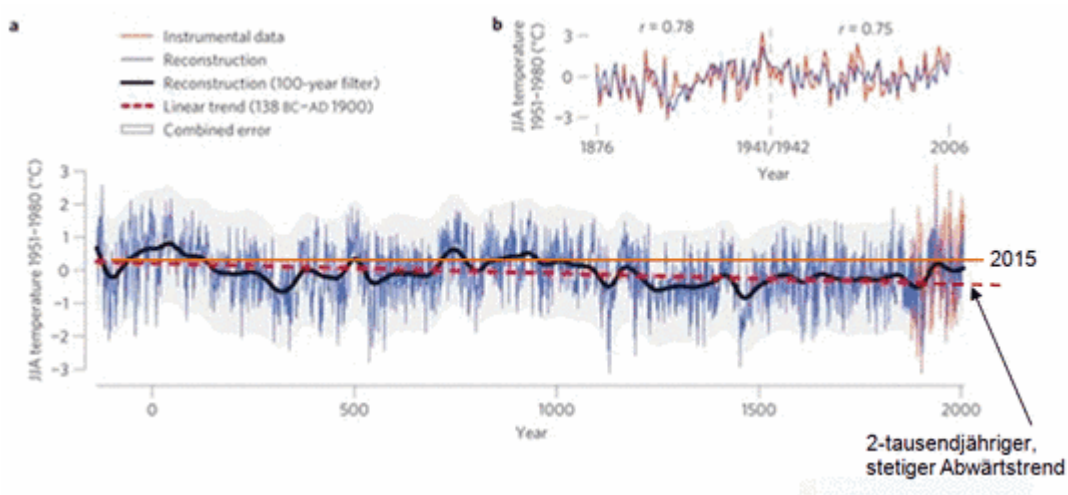 a
Instrumental data
Reconstruction
Reconstruction (100-year filter)
Linear trend (138 BC–AD 1900)
Combined error
b
r = 0.78
r = 0.75
JJA temperature
1951–1980 (°C)
3
0
−3
1876
1941/1942
2006
Year
JJA temperature 1951–1980 (°C)
3
2
1
0
−1
−2
−3
2015
0
500
1000
1500
2000
Year
2-tausendjähriger,
stetiger Abwärtstrend